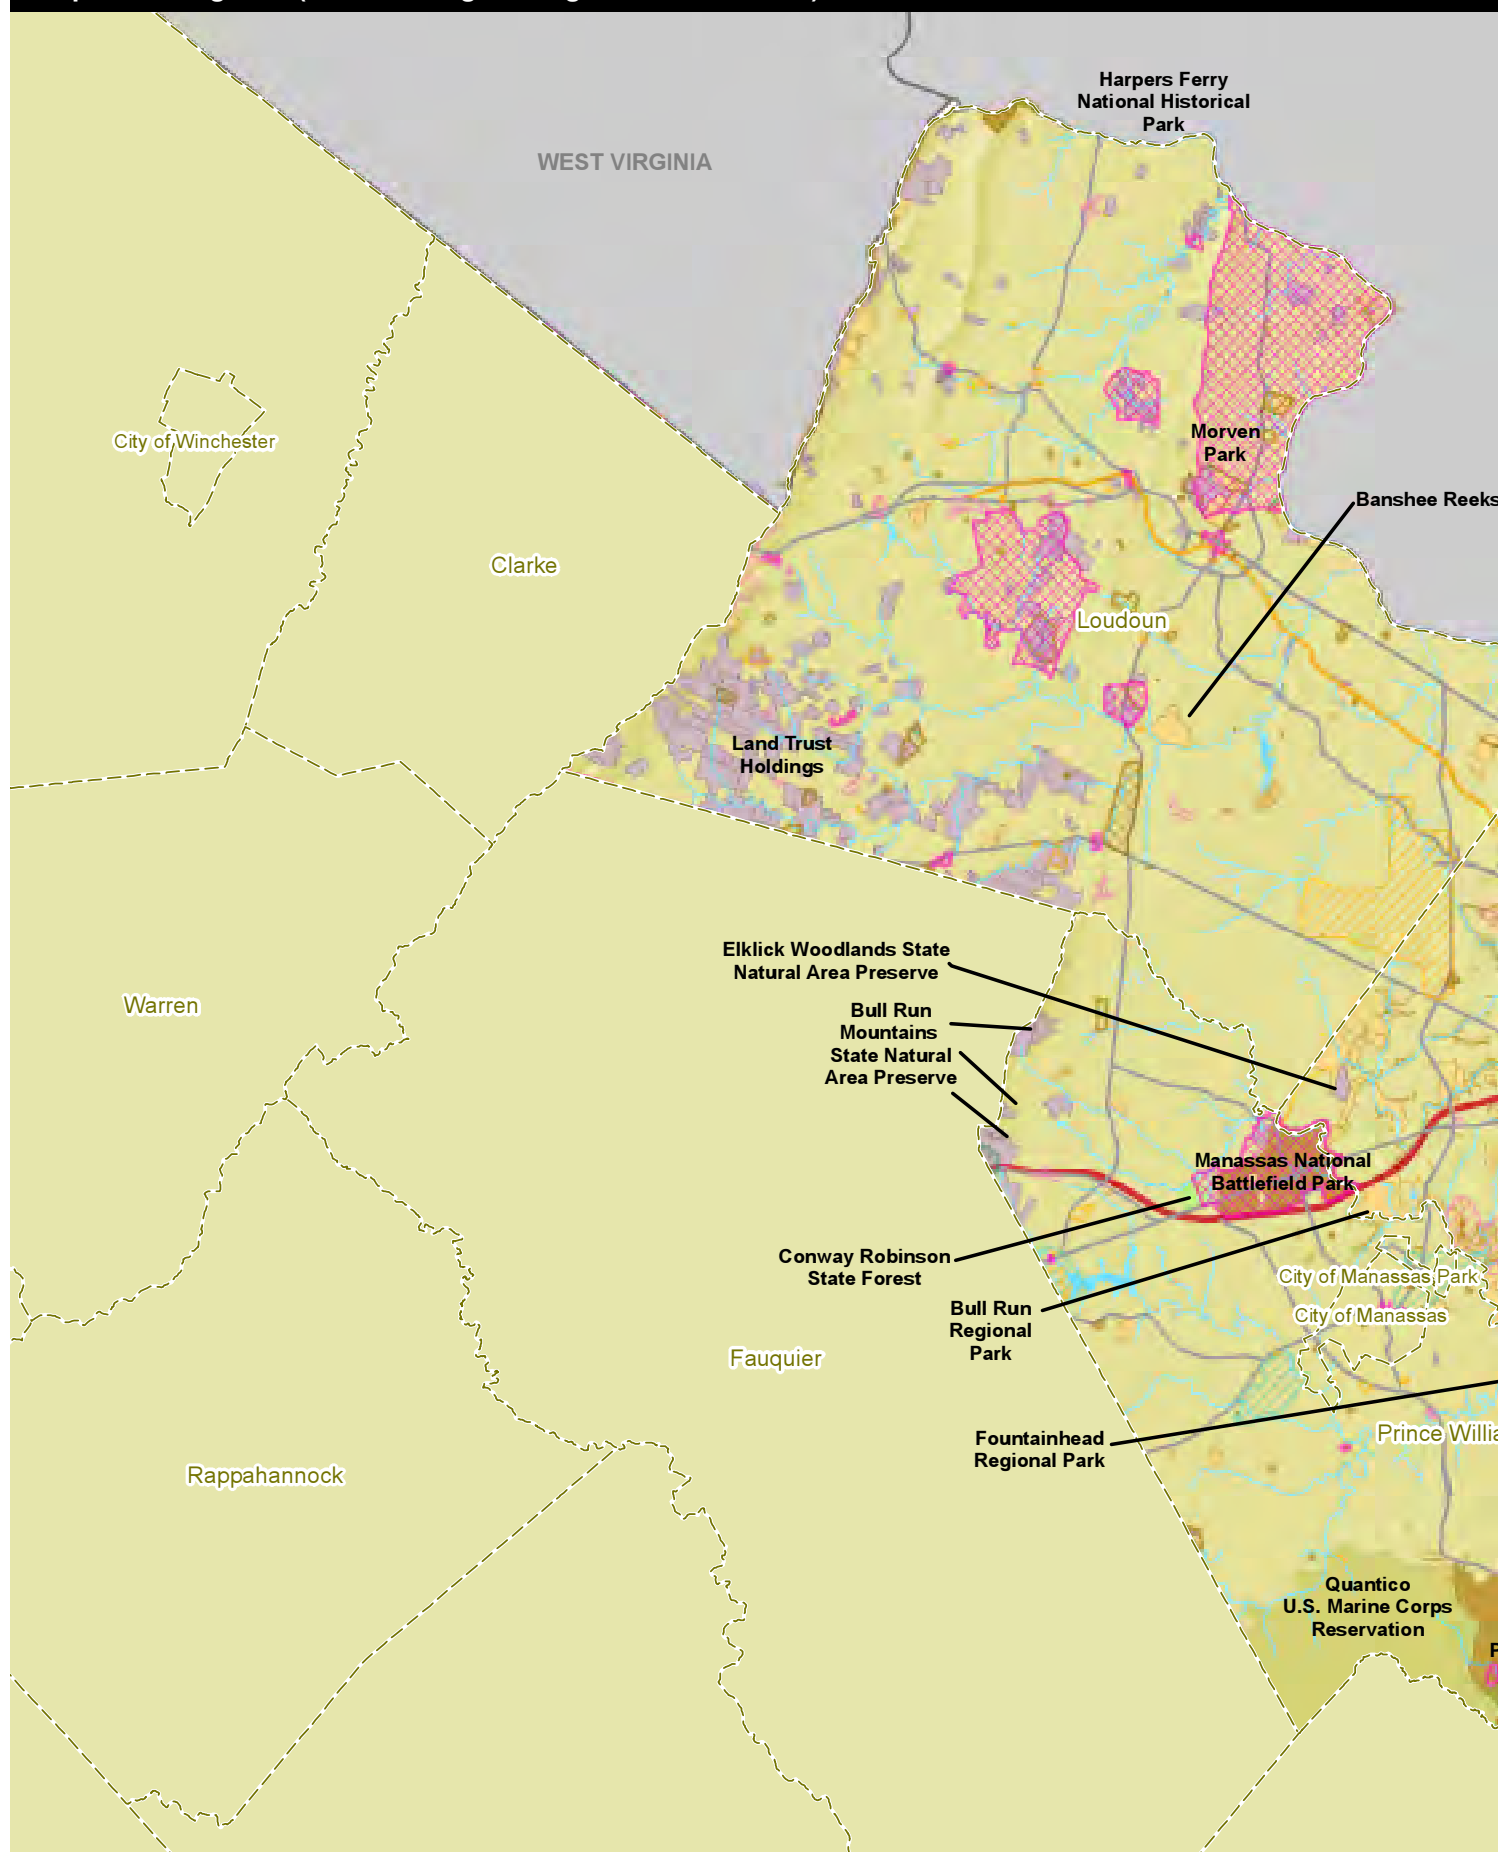 Harpers Ferry
National Historical
Park
WEST VIRGINIA
Morven
Park
City of Winchester
Banshee Reeks
Clarke
Loudoun
Land Trust
Holdings
Elklick Woodlands State
Natural Area Preserve
Warren
Bull Run
Mountains
State Natural
Area Preserve
Manassas National
Battlefield Park
Conway Robinson
State Forest
City of Manassas Park
Bull Run
Regional
Park
City of Manassas
Fauquier
Fountainhead
Regional Park
Prince Willia
Rappahannock
Quantico
U.S. Marine Corps
Reservation